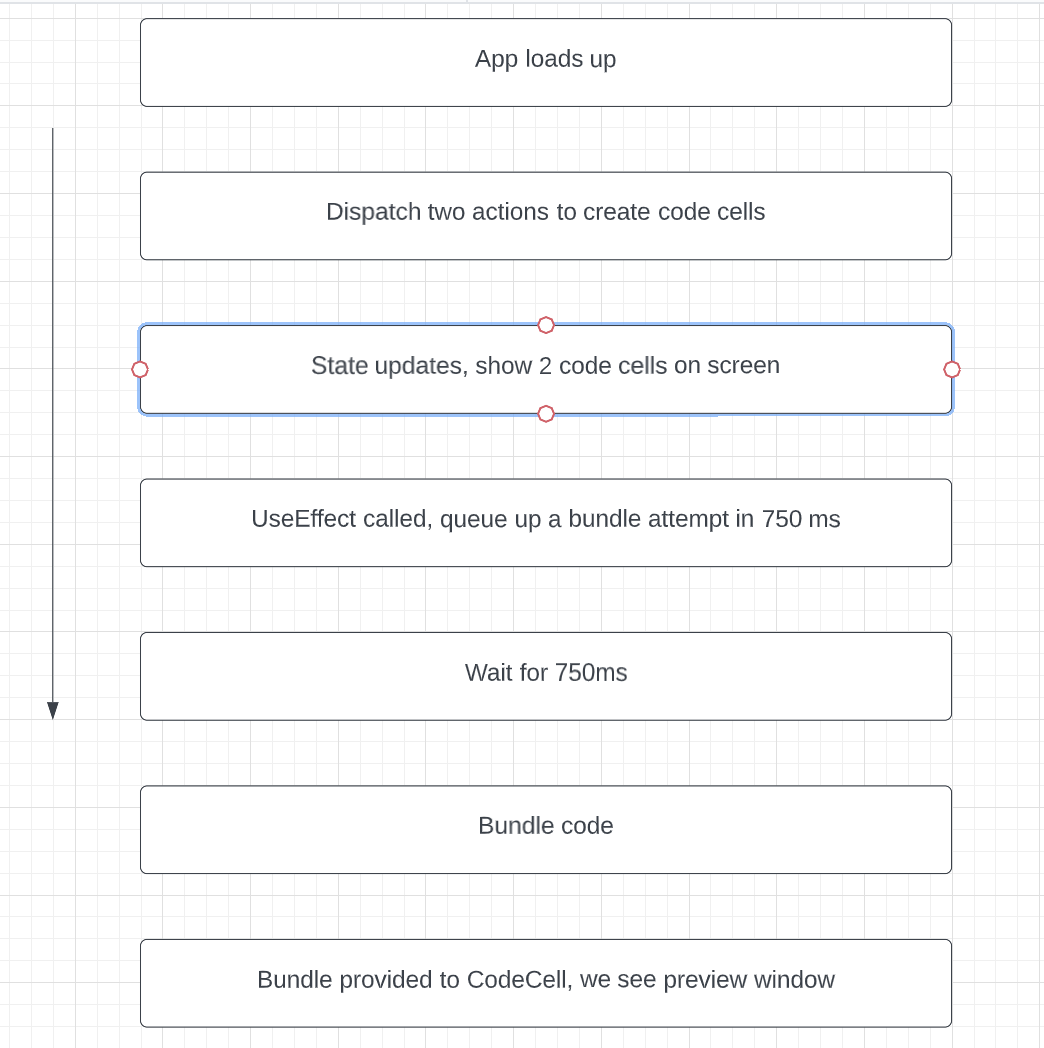 App loads up
Dispatch two actions to create code cells
State updates, show 2 code cells on screen
UseEffect called, queue up a bundle attempt in 750 ms
Wait for 750ms
Bundle code
Bundle provided to CodeCell, we see preview window